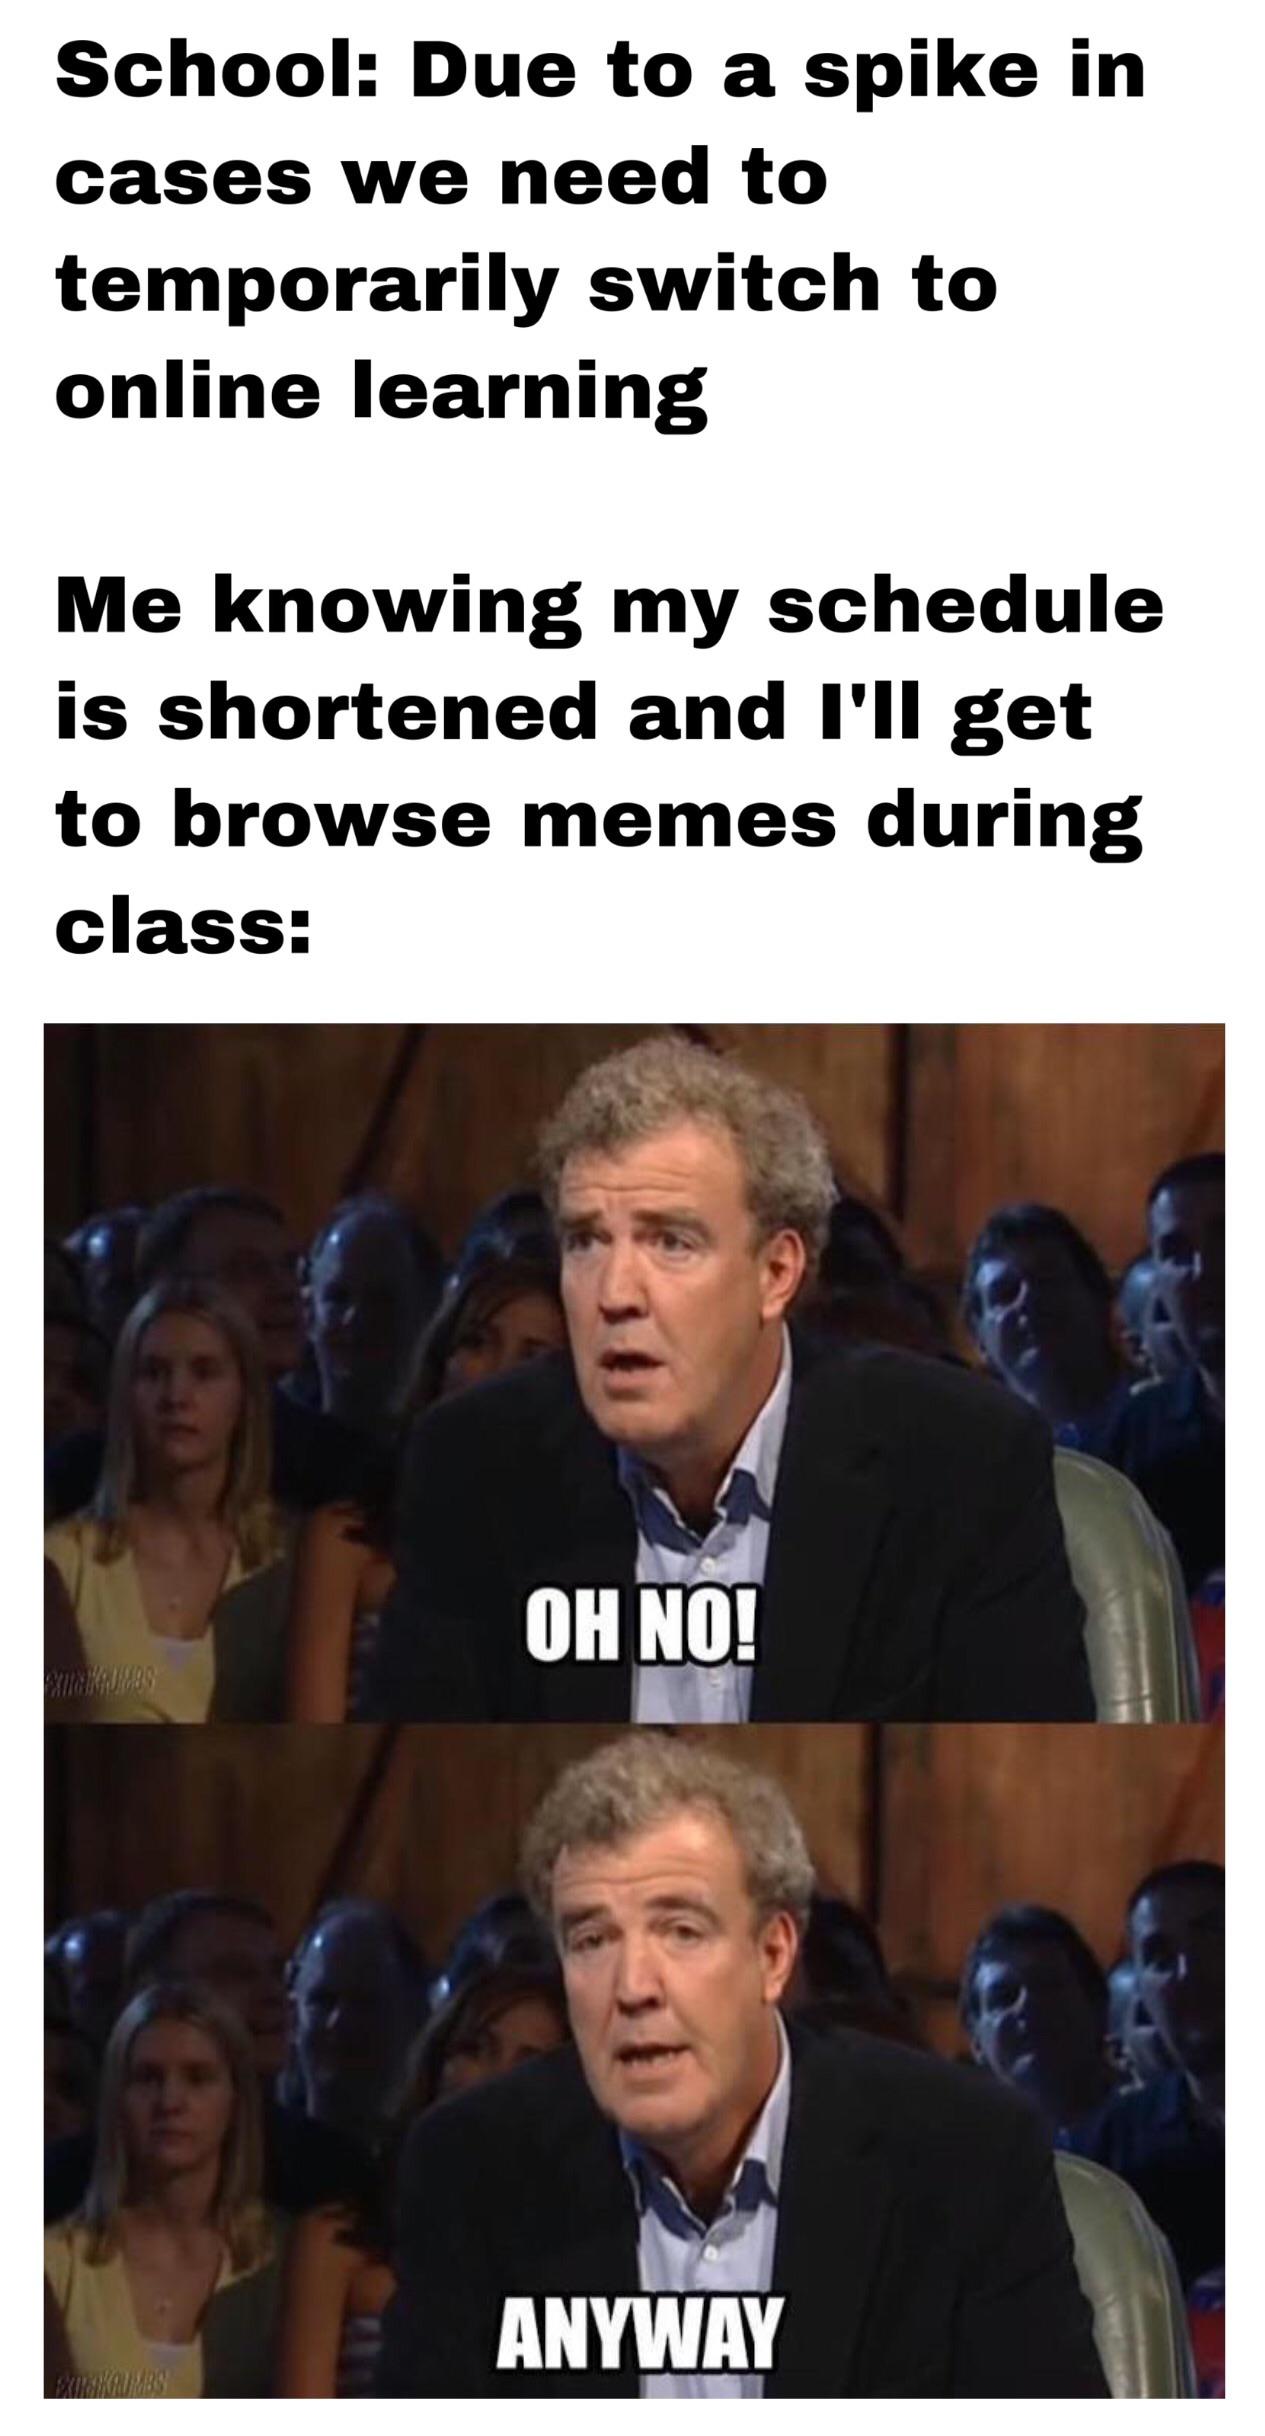 School: Due to a spike in
cases we need to
temporarily switch to
online learning
Me knowing my schedule
is shortened and I'll get
to browse memes during
class:
OH NO!
ANYWAY